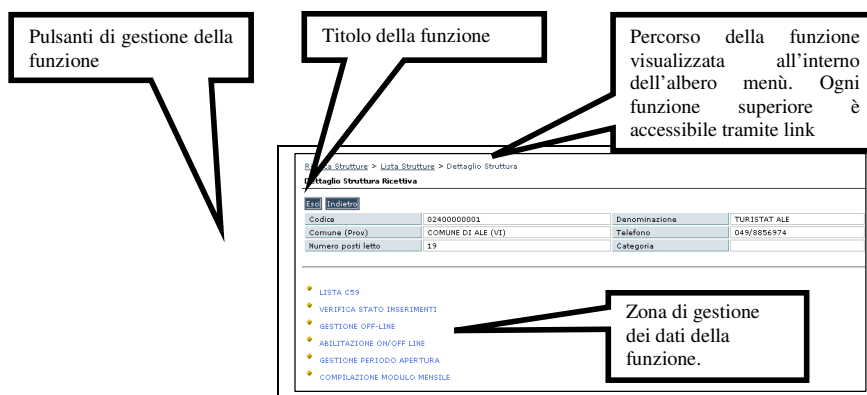 Pulsanti di gestione della
funzione
Titolo della funzione
Percorso della funzione
visualizzata all'interno
dell'albero menù. Ogni
funzione superiore è
accessibile tramite link
Strutture > Lista Strutture > Dettaglio Struttura
Dettaglio Struttura Ricettiva
Esci Indietro
Codice 02400000001 Denominazione TURISTAT ALE
Comune (Prov) COMUNE DI ALE (VI) Telefono 049/8856974
Numero posti letto 19 Categoria
LISTA C59
VERIFICA STATO INSERIMENTI
GESTIONE OFF-LINE
ABILITAZIONE ON/OFF LINE
GESTIONE PERIODO APERTURA
COMPILAZIONE MODULO MENSILE
Zona di gestione
dei dati della
funzione.